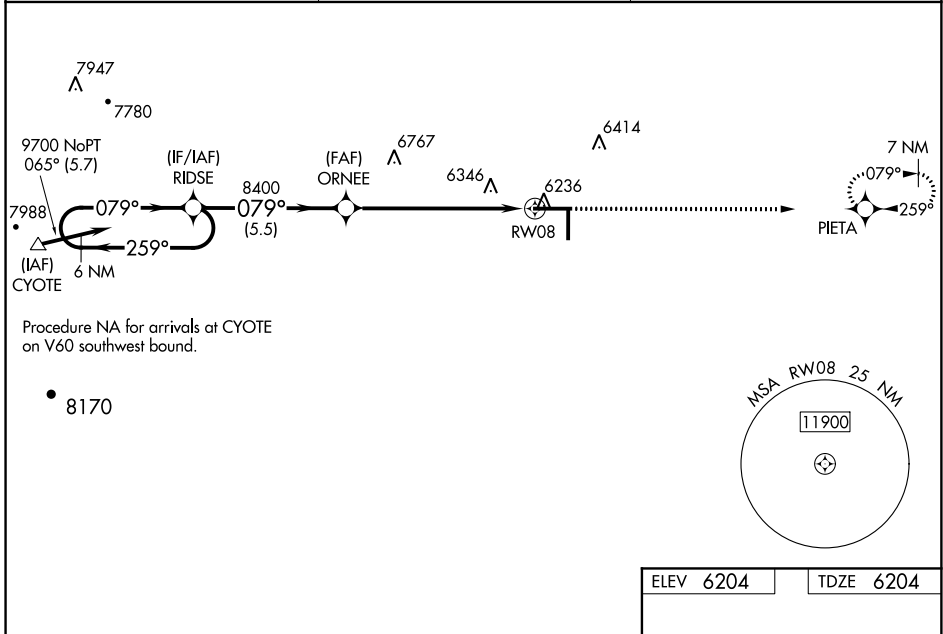 7947
7780
9700 NoPT
065° (5.7)
(IF/IAF)
RIDSE
8400
079°
(5.5)
(FAF)
ORNEE
6767
6346
6414
6236
RW08
7 NM
079°
259°
PIETA
7988
079°
259°
6 NM
(IAF)
CYOTE
Procedure NA for arrivals at CYOTE
on V60 southwest bound.
8170
MSA RW08 25 NM
11900
ELEV 6204
TDZE 6204